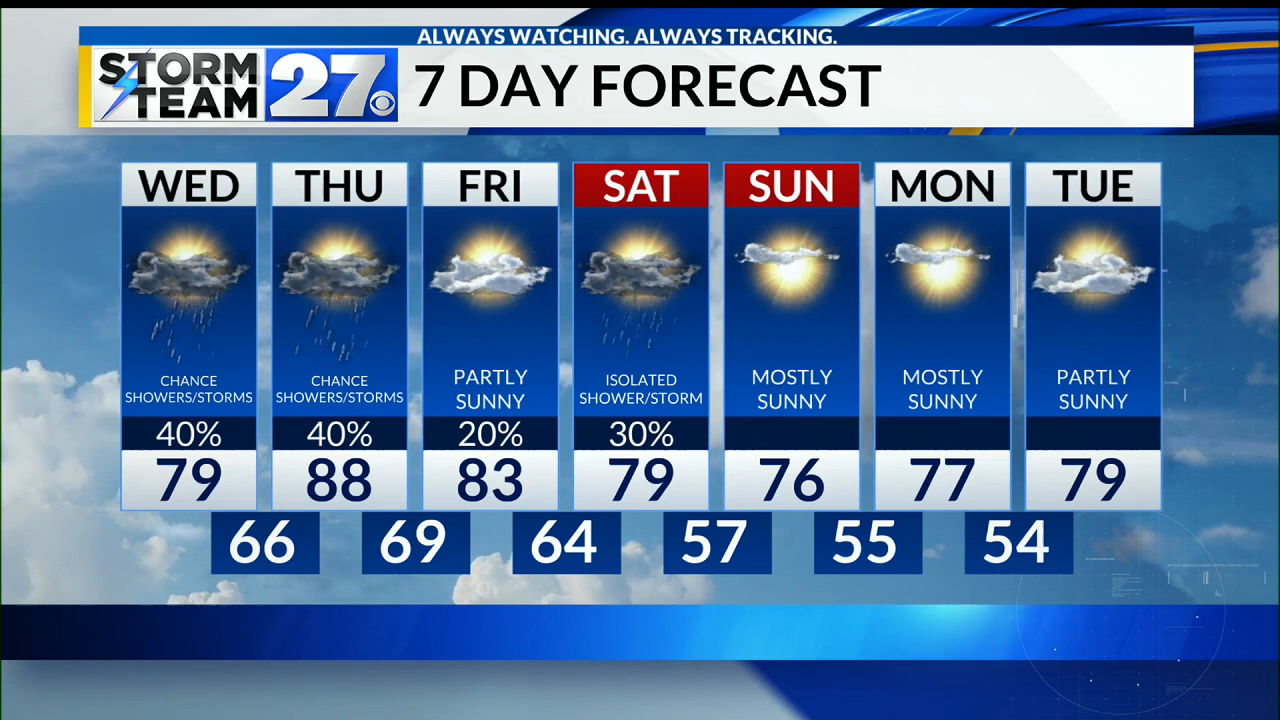 ALWAYS WATCHING. ALWAYS TRACKING.
STORM
TEAM
27
7 DAY FORECAST
WED THU FRI SAT SUN MON TUE
CHANCE
SHOWERS/STORMS
CHANCE
SHOWERS/STORMS
PARTLY
SUNNY
ISOLATED
SHOWER/STORM
MOSTLY
SUNNY
MOSTLY
SUNNY
PARTLY
SUNNY
40% 40% 20% 30%
79 88 83 79 76 77 79
66 69 64 57 55 54